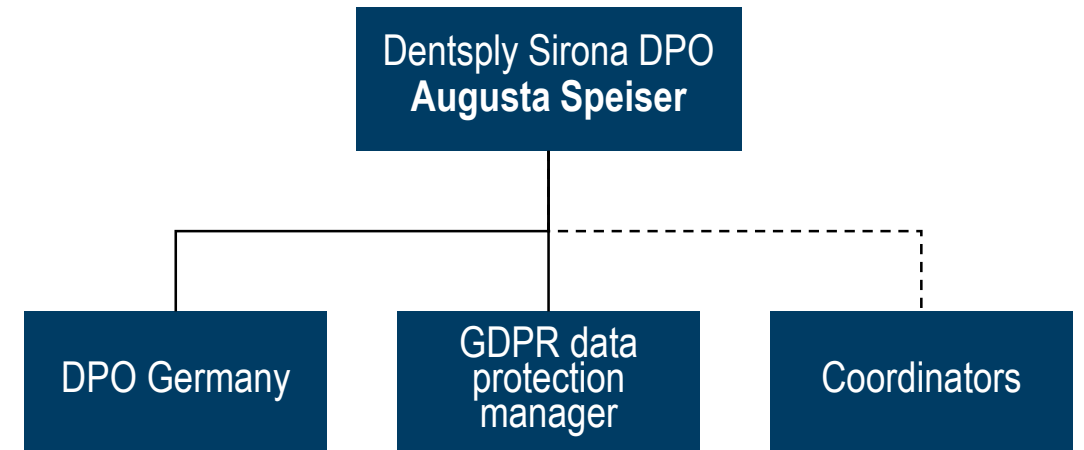 Dentsply Sirona DPO
Augusta Speiser
DPO Germany
GDPR data
protection
manager
Coordinators